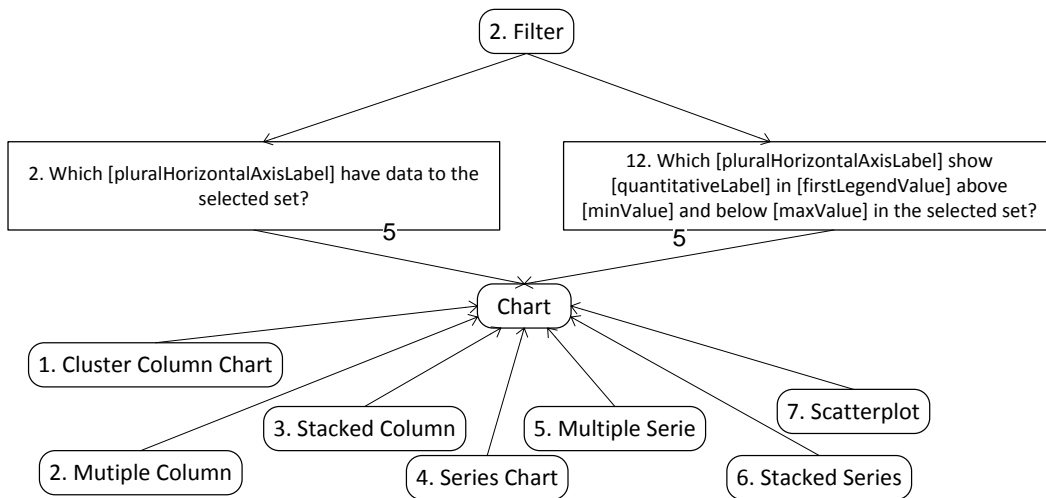 2. Filter
2. Which [pluralHorizontalAxisLabel] have data to the
selected set?
12. Which [pluralHorizontalAxisLabel] show
[quantitativeLabel] in [firstLegendValue] above
[minValue] and below [maxValue] in the selected set?
5
5
Chart
1. Cluster Column Chart
2. Mutiple Column
3. Stacked Column
4. Series Chart
5. Multiple Serie
6. Stacked Series
7. Scatterplot